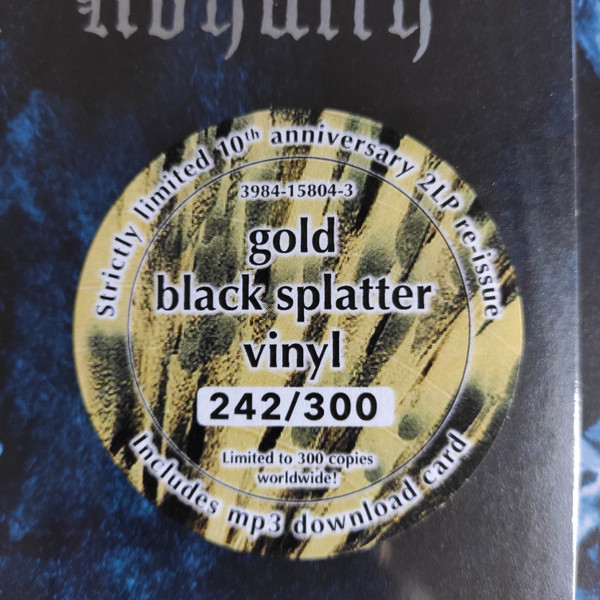 Strictly limited 10th anniversary 2LP re-issue
3984-15804-3
gold
black splatter
vinyl
242/300
Limited to 300 copies
worldwide!
Includes mp3 download card